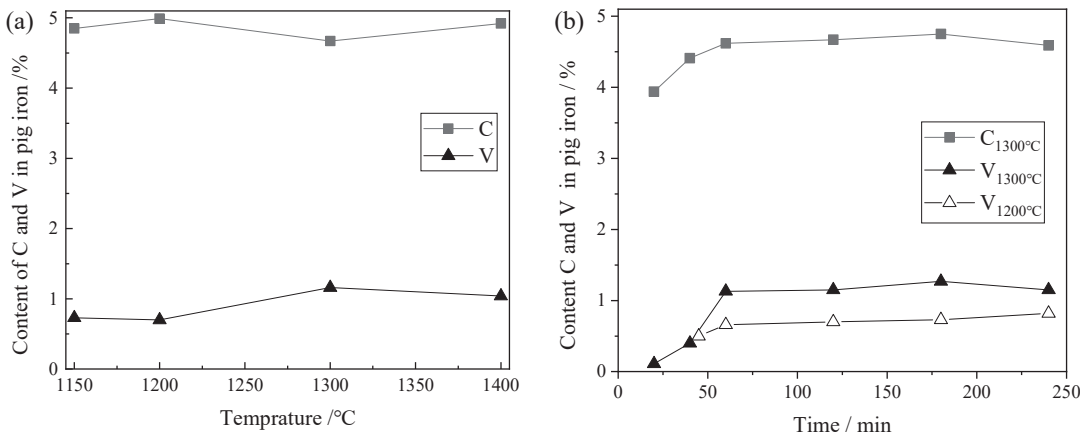 (a)
Content of C and V in pig iron /%
5
4
3
2
1
0
C
V
1150
1200
1250
1300
1350
1400
Temprature /°C
(b)
Content C and V in pig iron / %
5
4
3
2
1
0
C1300°C
V1300°C
V1200°C
0
50
100
150
200
250
Time / min